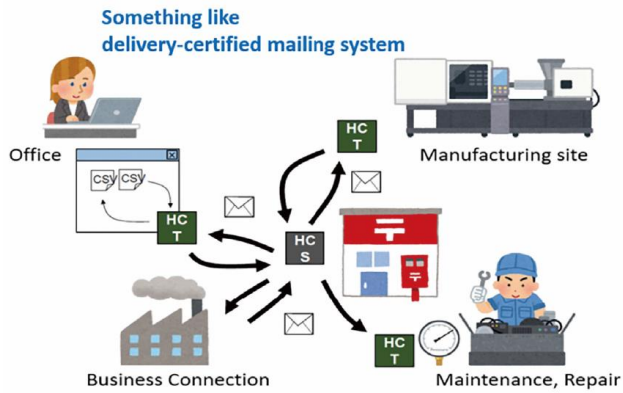 Something like
delivery-certified mailing system
Office
CSV CSV
HC
T
HC
T
Manufacturing site
HC
S
〒
〒
Business Connection
HC
T
Maintenance, Repair